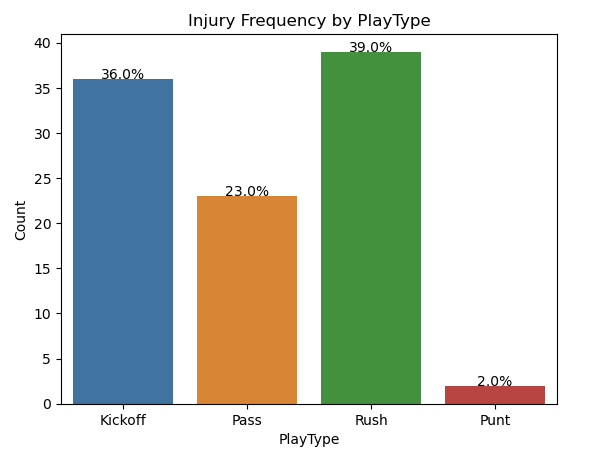 Injury Frequency by PlayType
40
35
30
25
20
15
10
5
0
Count
36.0%
23.0%
39.0%
2.0%
Kickoff
Pass
Rush
Punt
PlayType